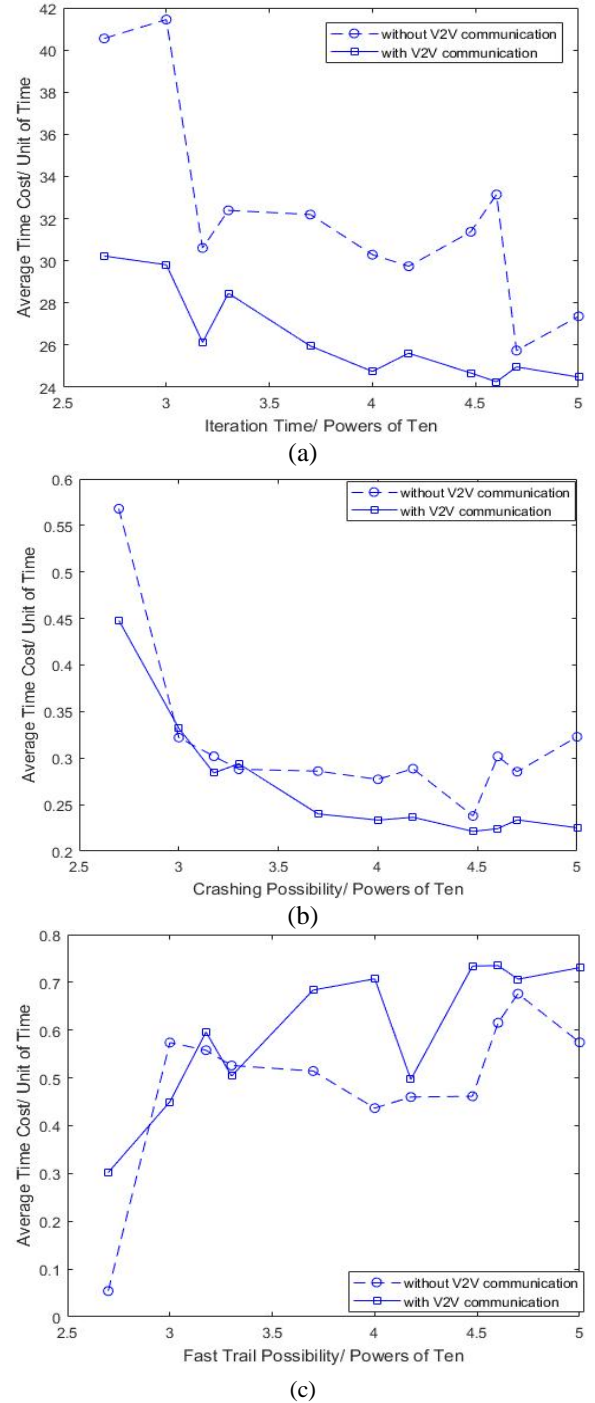 42
40
38
36
34
32
30
28
26
24
2.5 3 3.5 4 4.5 5
Average Time Cost/ Unit of Time
Iteration Time/ Powers of Ten
without V2V communication
with V2V communication
(a)
0.6
0.55
0.5
0.45
0.4
0.35
0.3
0.25
0.2
2.5 3 3.5 4 4.5 5
Average Time Cost/ Unit of Time
Crashing Possibility/ Powers of Ten
without V2V communication
with V2V communication
(b)
0.8
0.7
0.6
0.5
0.4
0.3
0.2
0.1
0
2.5 3 3.5 4 4.5 5
Average Time Cost/ Unit of Time
Fast Trail Possibility/ Powers of Ten
without V2V communication
with V2V communication
(c)